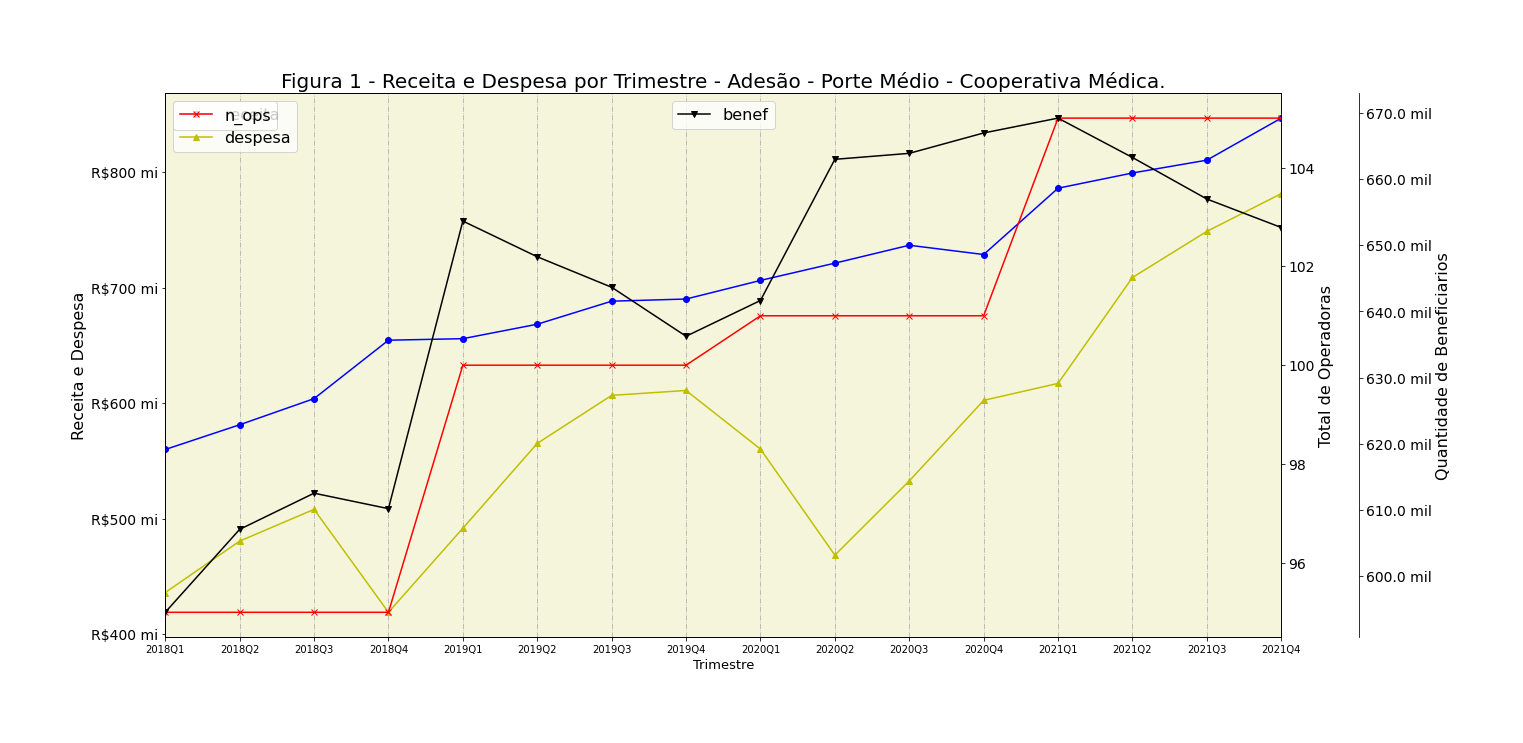 Figura 1 - Receita e Despesa por Trimestre - Adesão - Porte Médio - Cooperativa Médica.
n_ops
despesa
benef
R$800 mi
R$700 mi
R$600 mi
R$500 mi
R$400 mi
Receita e Despesa
2018Q1 2018Q2 2018Q3 2018Q4 2019Q1 2019Q2 2019Q3 2019Q4 2020Q1 2020Q2 2020Q3 2020Q4 2021Q1 2021Q2 2021Q3 2021Q4
Trimestre
104
102
100
98
96
Total de Operadoras
670.0 mil
660.0 mil
650.0 mil
640.0 mil
630.0 mil
620.0 mil
610.0 mil
600.0 mil
Quantidade de Beneficiarios